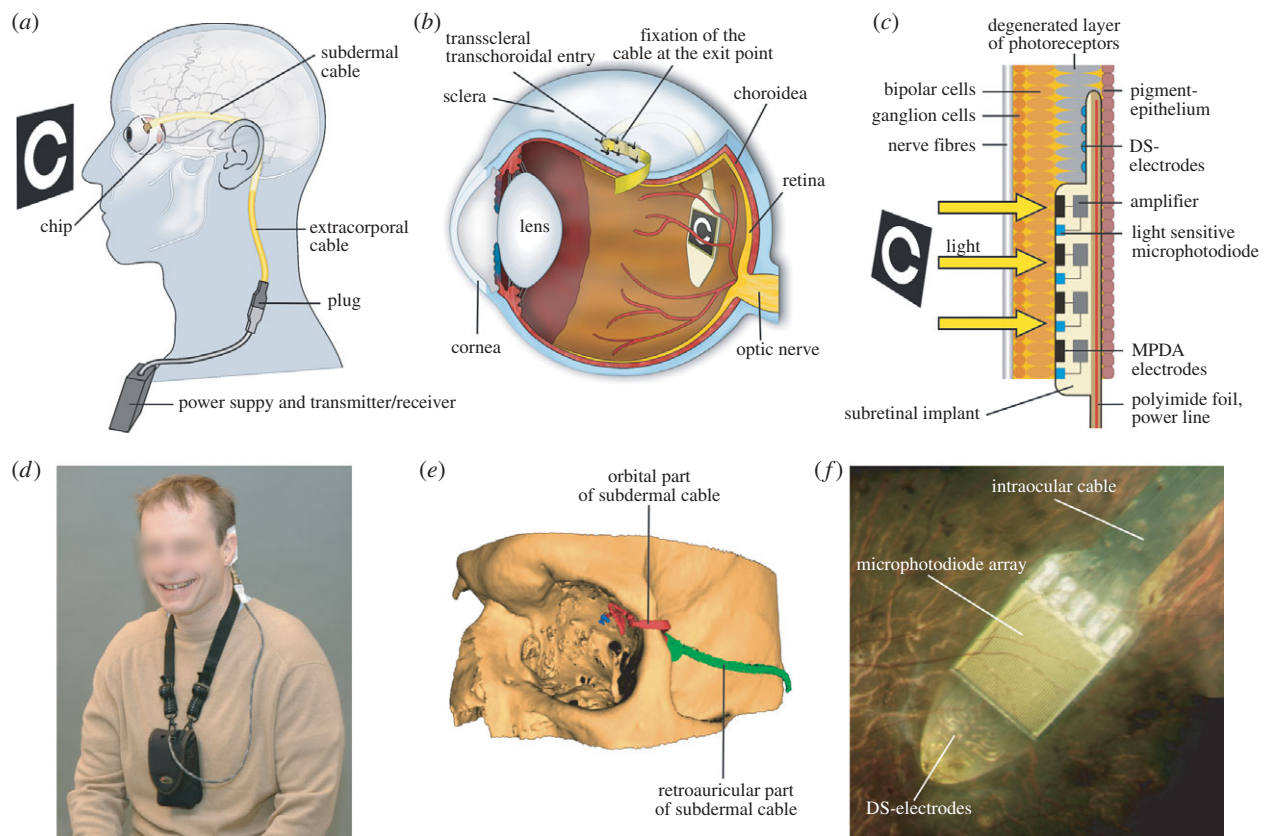 (a)
subdermal
cable
chip
extracorporal
cable
plug
power suppy and transmitter/receiver
(b)
transscleral
transchoroidal entry
fixation of the
cable at the exit point
sclera
choroidea
retina
lens
cornea
optic nerve
(c)
degenerated layer
of photoreceptors
bipolar cells
ganglion cells
nerve fibres
pigment-
epithelium
DS-
electrodes
amplifier
light sensitive
microphotodiode
light
MPDA
electrodes
subretinal implant
polyimide foil,
power line
(d)
(e)
orbital part
of subdermal cable
retroauricular part
of subdermal cable
(f)
intraocular cable
microphotodiode array
DS-electrodes